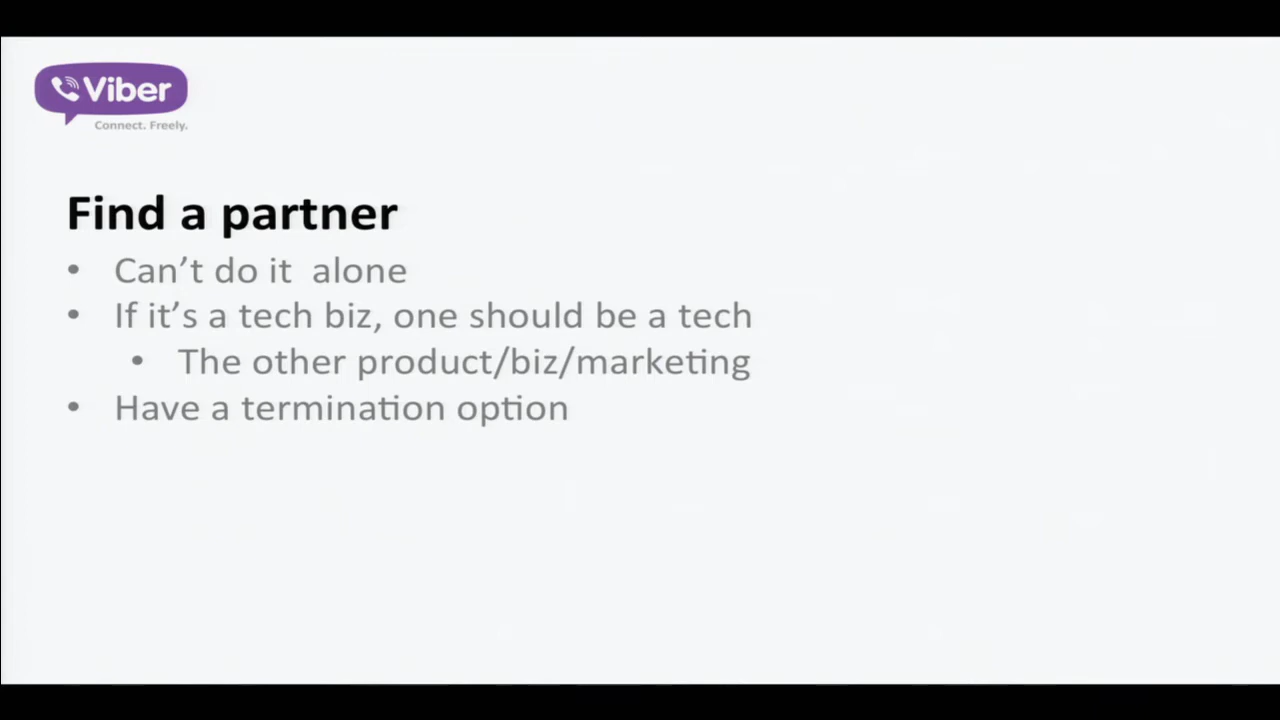 Viber
Connect. Freely.
Find a partner
• Can't do it  alone
• If it's a tech biz, one should be a tech
• The other product/biz/marketing
• Have a termination option